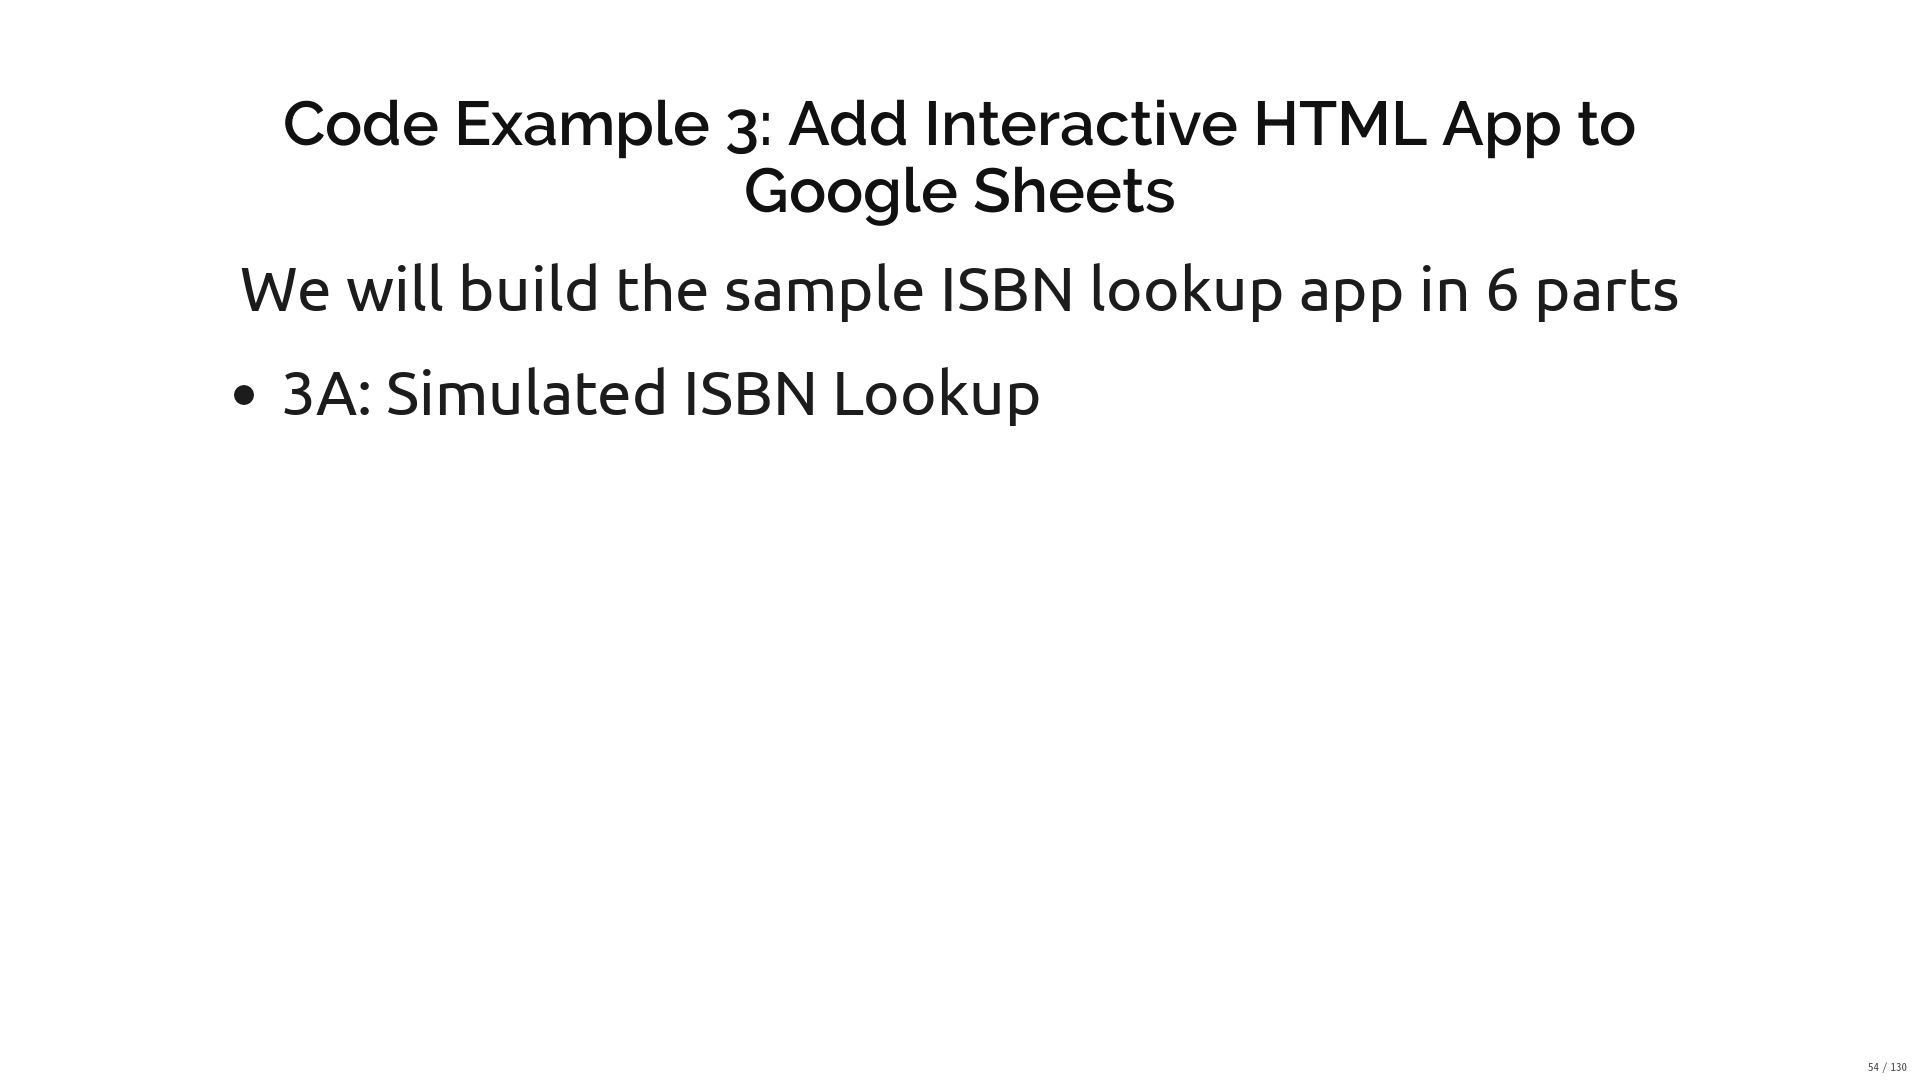 Code Example 3: Add Interactive HTML App to
Google Sheets
We will build the sample ISBN lookup app in 6 parts
• 3A: Simulated ISBN Lookup
54 / 130